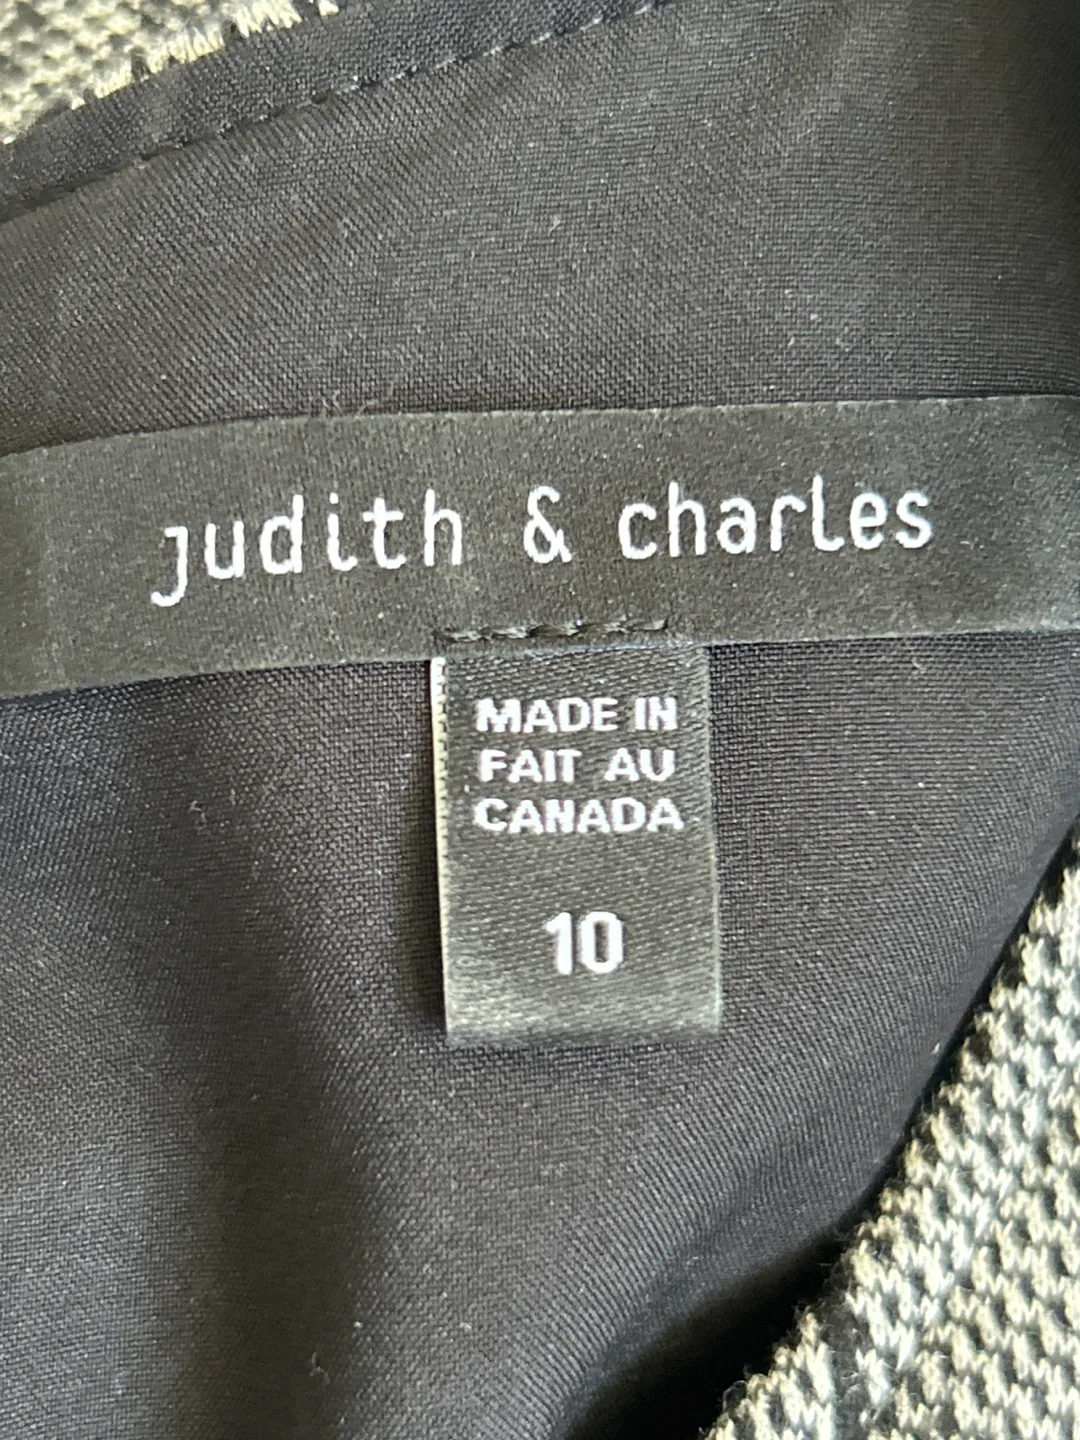 judith & charles
MADE IN
FAIT AU
CANADA
10